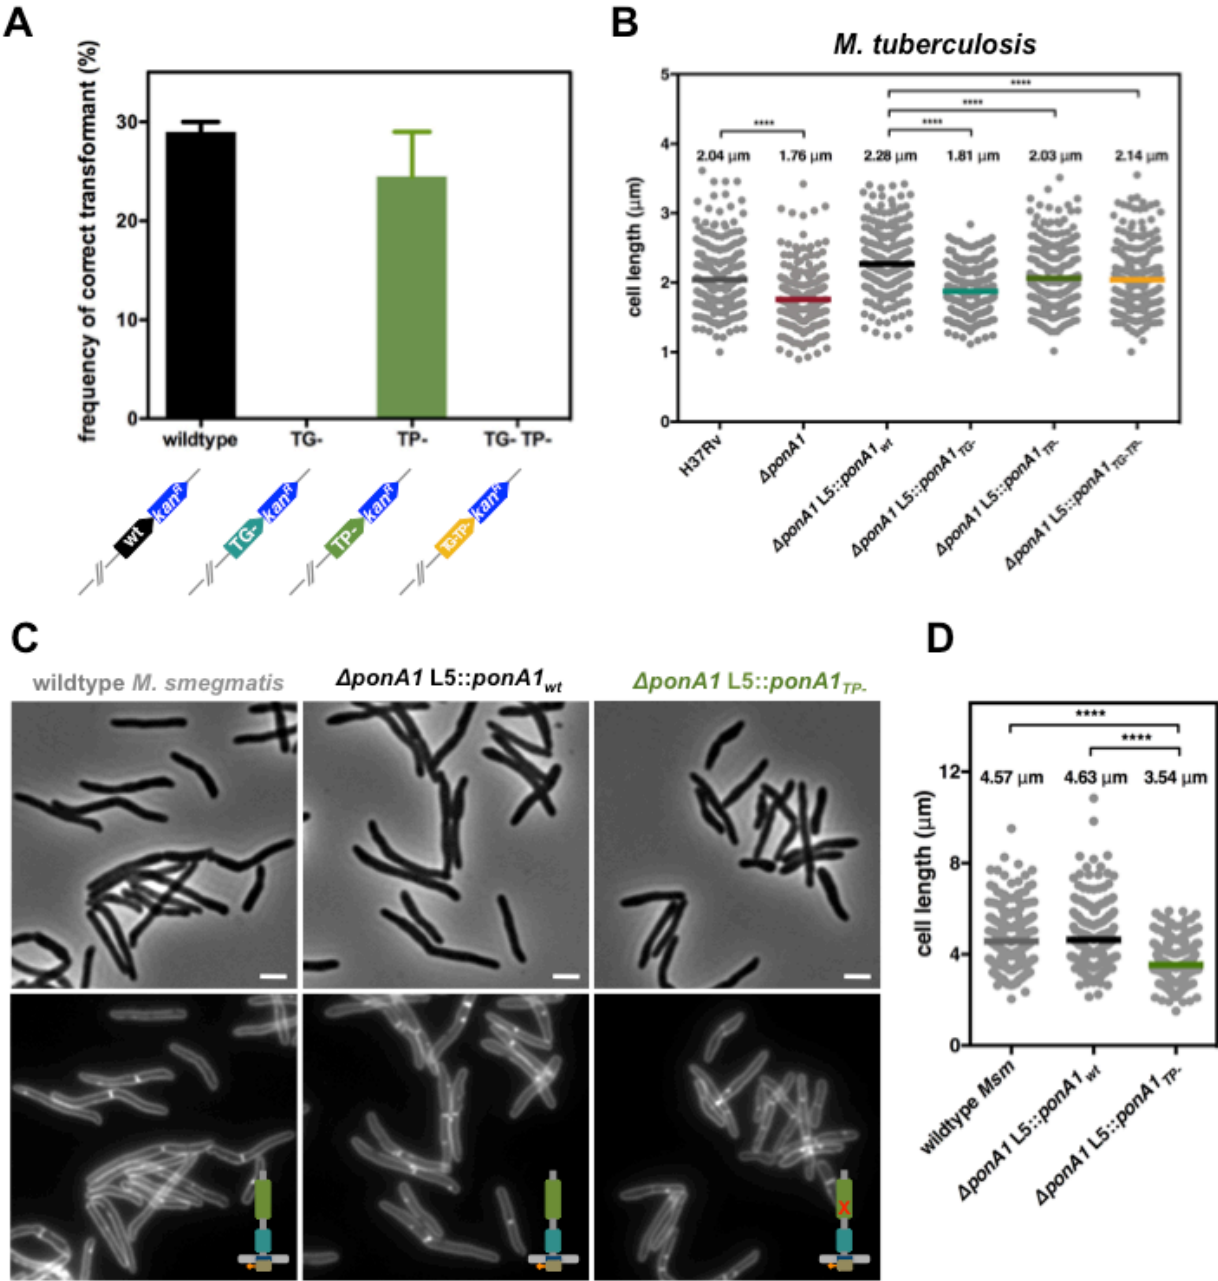 A
frequency of correct transformant (%)
30
20
10
0
wildtype
TG-
TP-
TG- TP-
wt kanR
TG- kanR
TP- kanR
TG-TP- kanR
B
M. tuberculosis
cell length (μm)
5
4
3
2
1
0
****
****
****
****
2.04 μm
1.76 μm
2.28 μm
1.81 μm
2.03 μm
2.14 μm
H37Rv
ΔponA1
ΔponA1 L5::ponA1wt
ΔponA1 L5::ponA1TG-
ΔponA1 L5::ponA1TP-
ΔponA1 L5::ponA1TG-TP-
C
wildtype M. smegmatis
ΔponA1 L5::ponA1wt
ΔponA1 L5::ponA1TP-
X
D
cell length (μm)
12
8
4
0
****
****
4.57 μm
4.63 μm
3.54 μm
wildtype Msm
ΔponA1 L5::ponA1wt
ΔponA1 L5::ponA1TP-